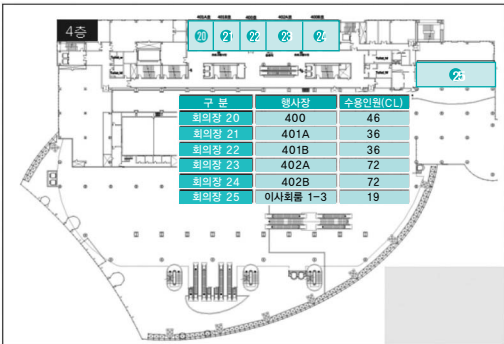 4층
20 21 22 23 24
25
구 분 행사장 수용인원(CL)
회의장 20 400 46
회의장 21 401A 36
회의장 22 401B 36
회의장 23 402A 72
회의장 24 402B 72
회의장 25 이사회룸 1-3 19